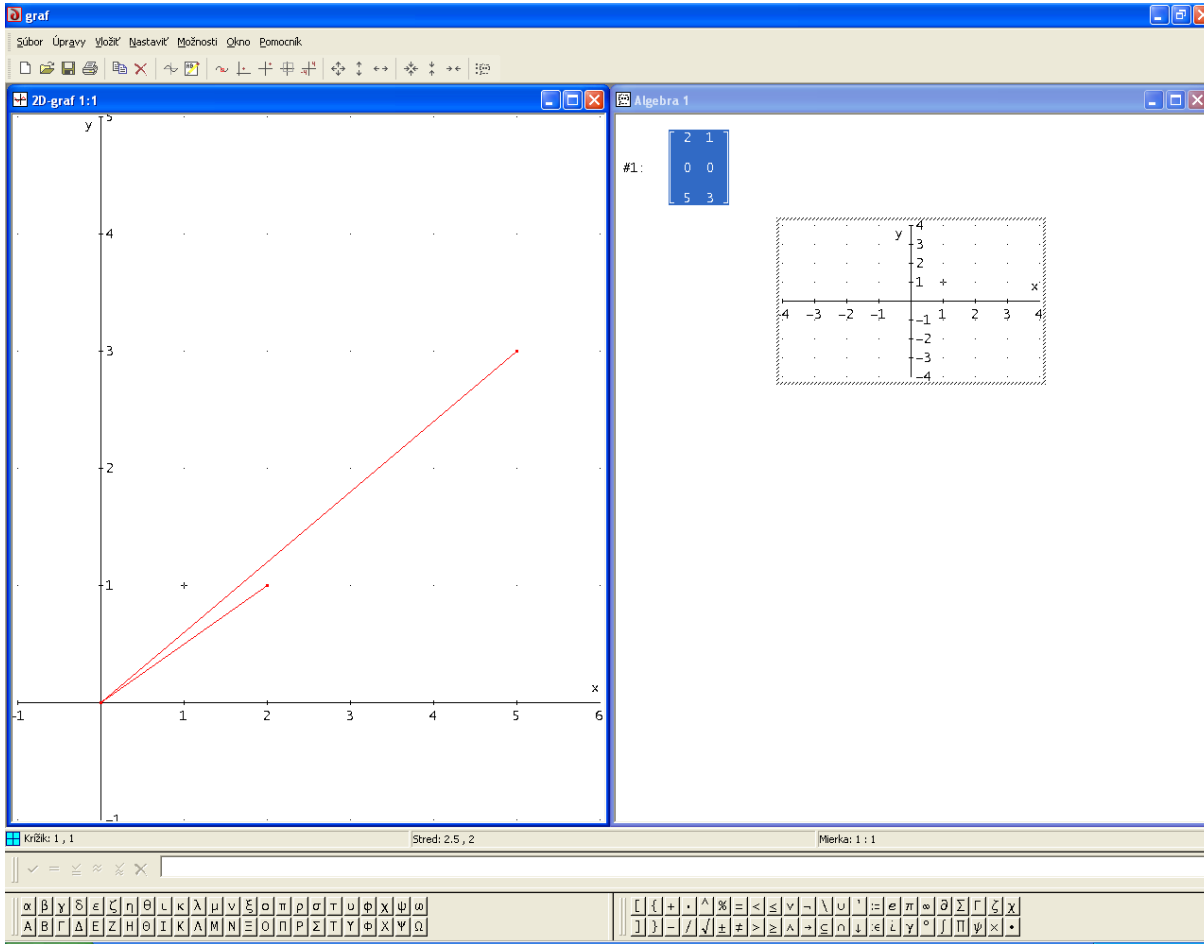 graf
Súbor Úpravy Vložiť Nastaviť Možnosti Okno Pomocník
2D-graf 1:1
y
5
4
3
2
1
x
-1 1 2 3 4 5 6
-1
Algebra 1
#1:
2 1
0 0
5 3
y
4
3
2
1
x
-4 -3 -2 -1 1 2 3 4
-1
-2
-3
-4
Krížik: 1 , 1 Stred: 2.5 , 2 Mierka: 1 : 1
α β γ δ ε ζ η θ ι κ λ μ ν ξ ο π ρ σ τ υ φ χ ψ ω
Α Β Γ Δ Ε Ζ Η Θ Ι Κ Λ Μ Ν Ξ Ο Π Ρ Σ Τ Υ Φ Χ Ψ Ω
[ { + · ^ % = < ≤ ∨ ¬ \ ∪ ' := e π ∞ ∂ Σ Γ ζ χ
] } − / √ ± ≠ > ≥ ∧ → ⊆ ∩ ↓ :∈ i γ ° ∫ Π ψ × •